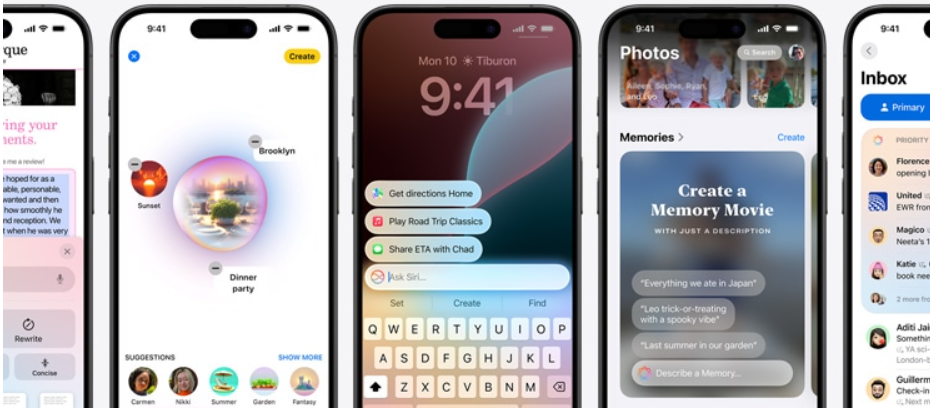 que
ring your
ents.
e me a review!
hoped for as a
able, personable,
wanted and then
how smoothly he
nd reception. We
t when he was very
Rewrite
Concise
9:41
Create
Brooklyn
Sunset
Dinner
party
SUGGESTIONS
SHOW MORE
Carmen
Nikki
Summer
Garden
Fantasy
Mon 10
Tiburon
9:41
Get directions Home
Play Road Trip Classics
Share ETA with Chad
Ask Siri...
Set
Create
Find
Q W E R T Y U I O P
A S D F G H J K L
Z X C V B N M
9:41
Photos
Search
Aileen, Sophie, Ryan,
and Leo
Memories >
Create
Create a
Memory Movie
WITH JUST A DESCRIPTION
"Everything we ate in Japan"
"Leo trick-or-treating
with a spooky vibe"
"Last summer in our garden"
Describe a Memory...
9:41
Inbox
Primary
PRIORITY
Florence
opening
United
EWR from
Magico
Neeta's 1
Katie
book nee
2 more fro
Aditi Jai
Somethin
YA sci-
London-b
Guillerm
Check-in
Next m